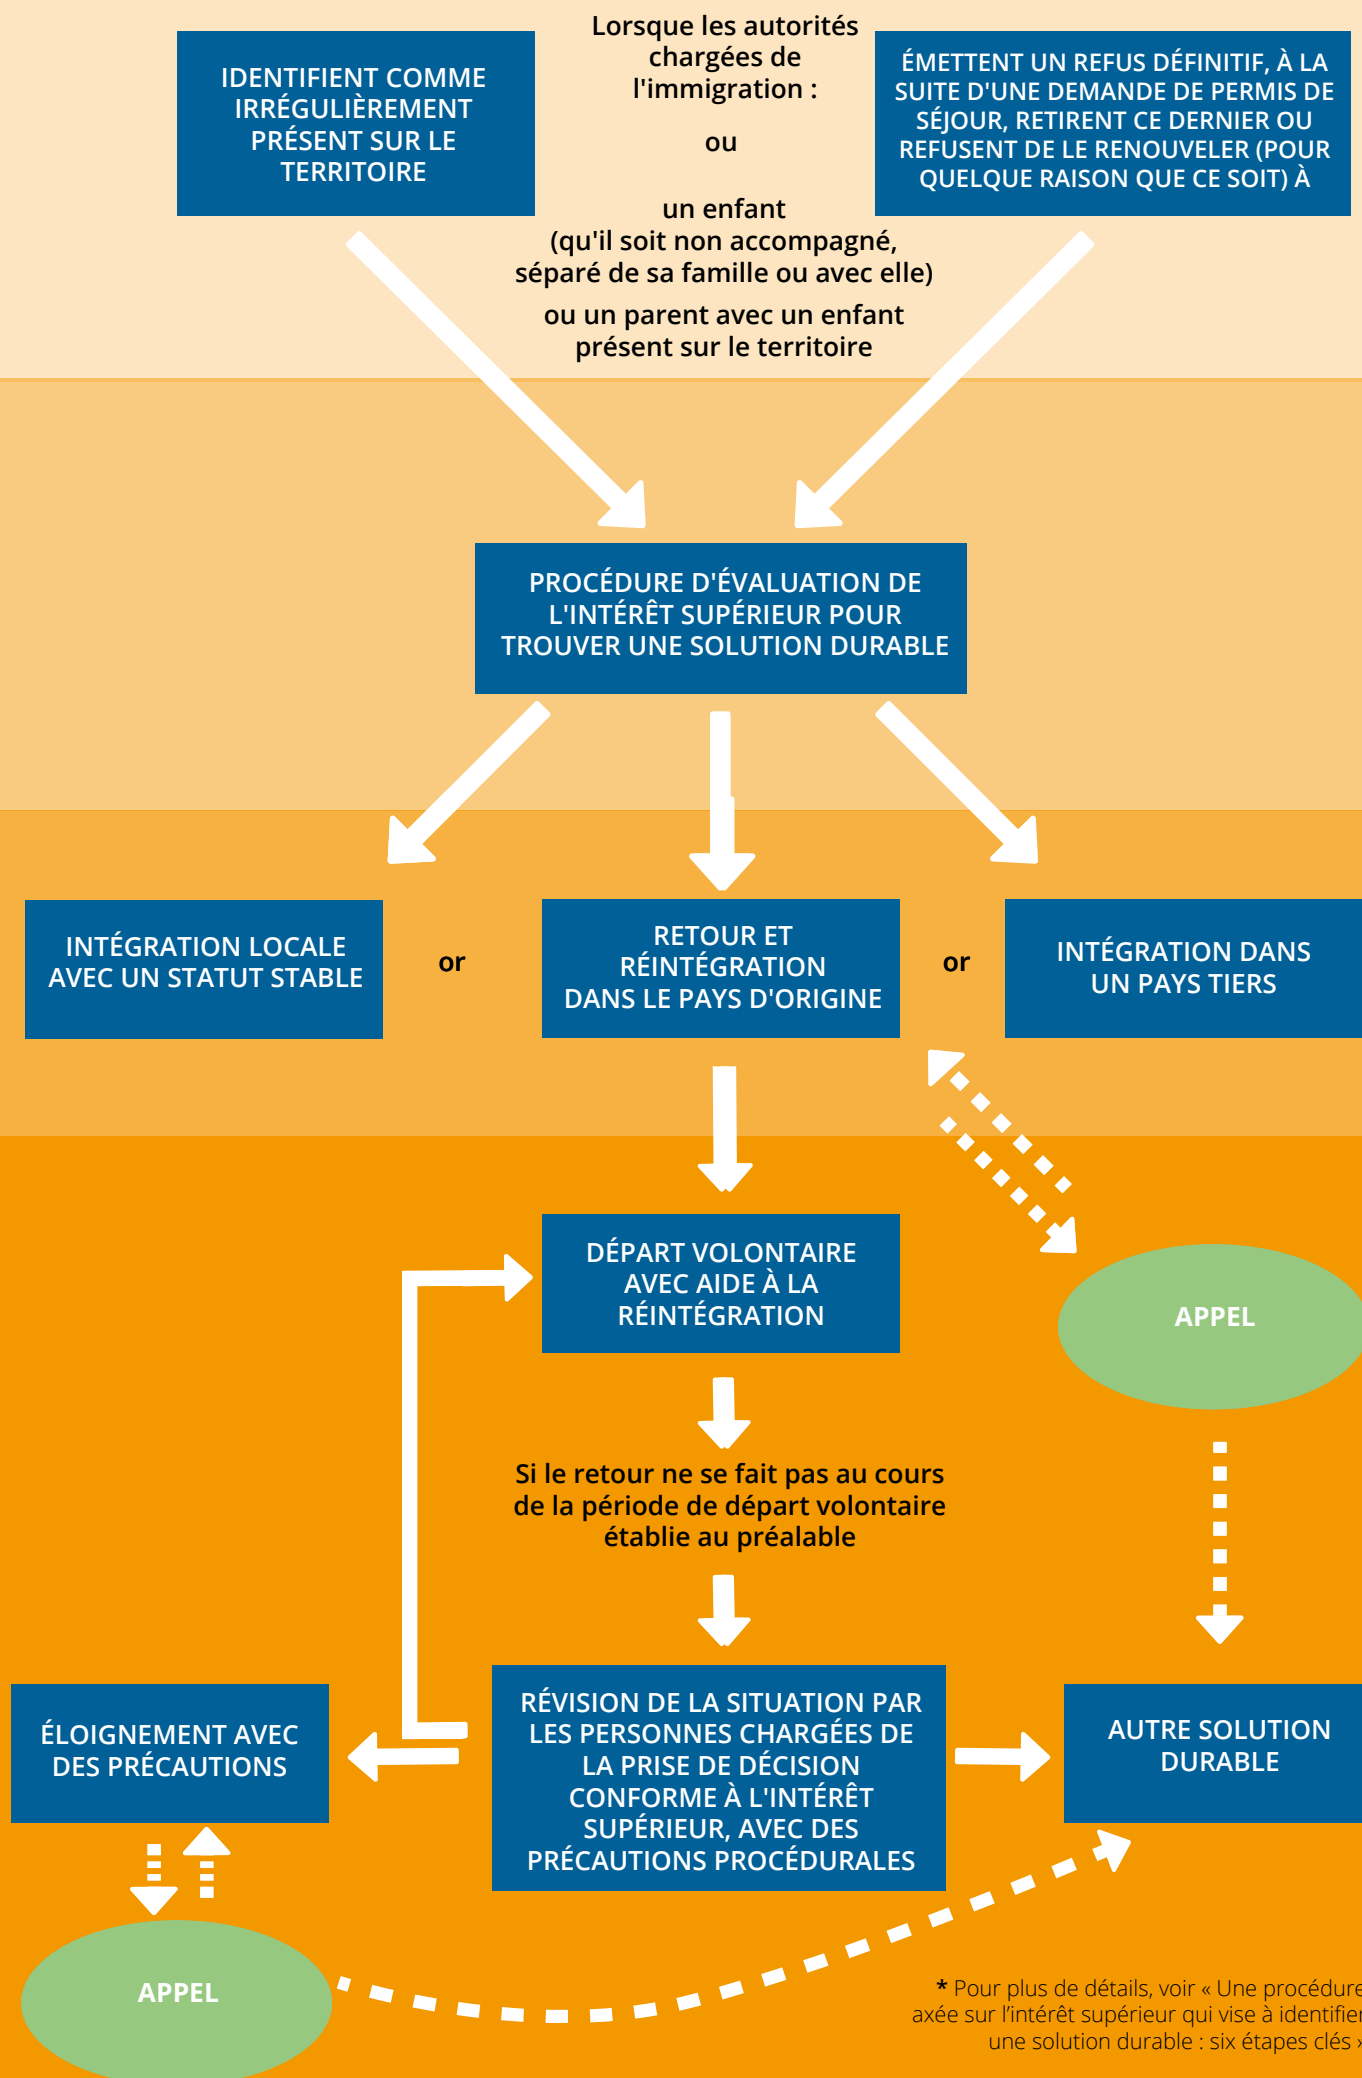 Lorsque les autorités
chargées de
l'immigration :
IDENTIFIENT COMME
IRRÉGULIÈREMENT
PRÉSENT SUR LE
TERRITOIRE
ou
ÉMETTENT UN REFUS DÉFINITIF, À LA
SUITE D'UNE DEMANDE DE PERMIS DE
SÉJOUR, RETIRENT CE DERNIER OU
REFUSENT DE LE RENOUVELER (POUR
QUELQUE RAISON QUE CE SOIT) À
un enfant
(qu'il soit non accompagné,
séparé de sa famille ou avec elle)
ou un parent avec un enfant
présent sur le territoire
PROCÉDURE D'ÉVALUATION DE
L'INTÉRÊT SUPÉRIEUR POUR
TROUVER UNE SOLUTION DURABLE
INTÉGRATION LOCALE
AVEC UN STATUT STABLE
or
RETOUR ET
RÉINTÉGRATION
DANS LE PAYS D'ORIGINE
or
INTÉGRATION DANS
UN PAYS TIERS
DÉPART VOLONTAIRE
AVEC AIDE À LA
RÉINTÉGRATION
APPEL
Si le retour ne se fait pas au cours
de la période de départ volontaire
établie au préalable
ÉLOIGNEMENT AVEC
DES PRÉCAUTIONS
RÉVISION DE LA SITUATION PAR
LES PERSONNES CHARGÉES DE
LA PRISE DE DÉCISION
CONFORME À L'INTÉRÊT
SUPÉRIEUR, AVEC DES
PRÉCAUTIONS PROCÉDURALES
AUTRE SOLUTION
DURABLE
APPEL
* Pour plus de détails, voir « Une procédure
axée sur l'intérêt supérieur qui vise à identifier
une solution durable : six étapes clés »